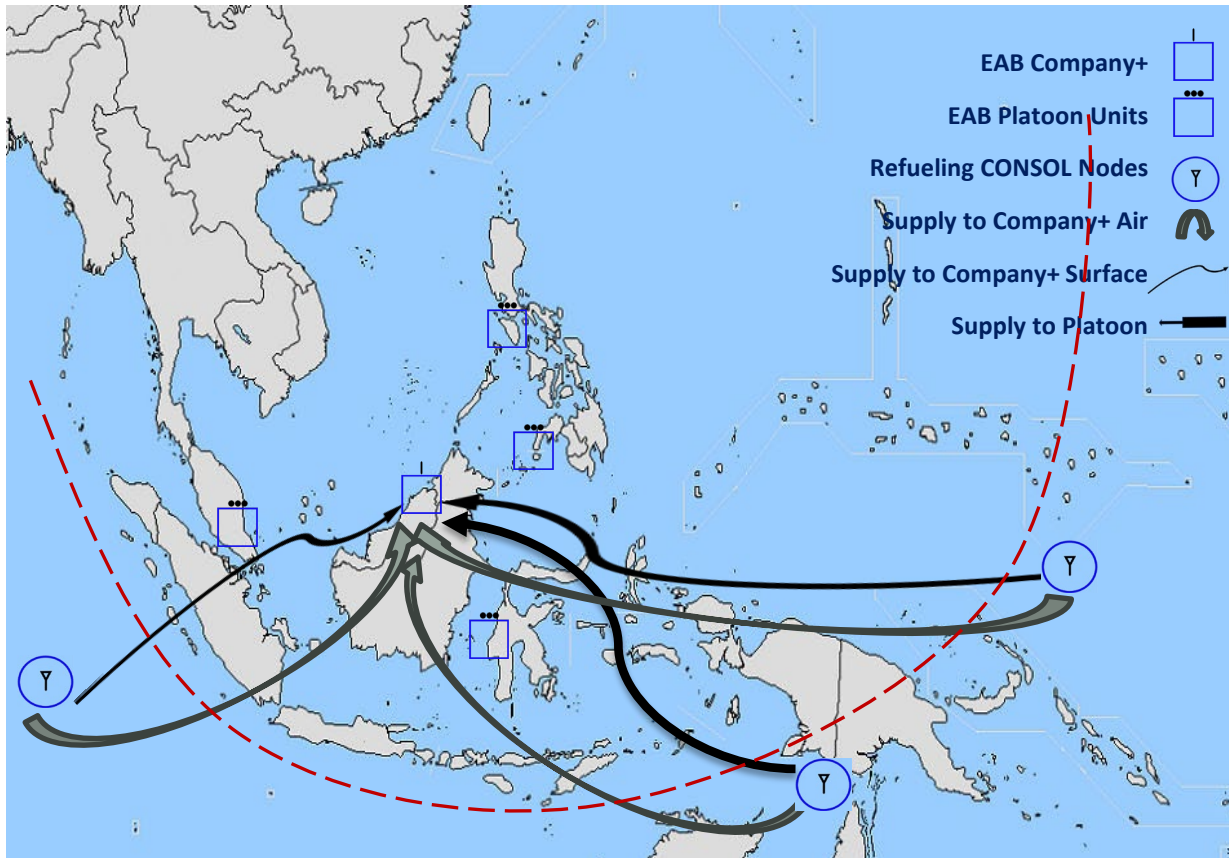 EAB Company+
EAB Platoon Units
Refueling CONSOL Nodes
Supply to Company+ Air
Supply to Company+ Surface
Supply to Platoon